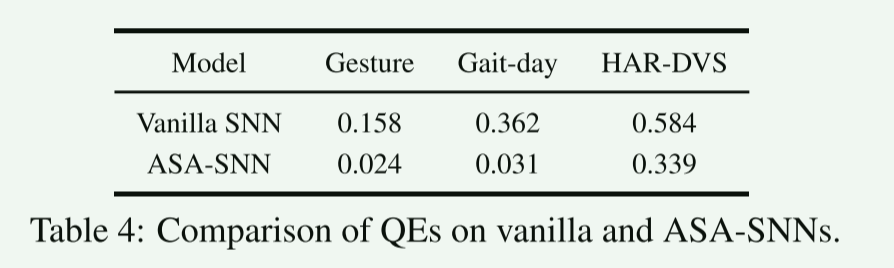 Model Gesture Gait-day HAR-DVS
Vanilla SNN 0.158 0.362 0.584
ASA-SNN 0.024 0.031 0.339
Table 4: Comparison of QEs on vanilla and ASA-SNNs.